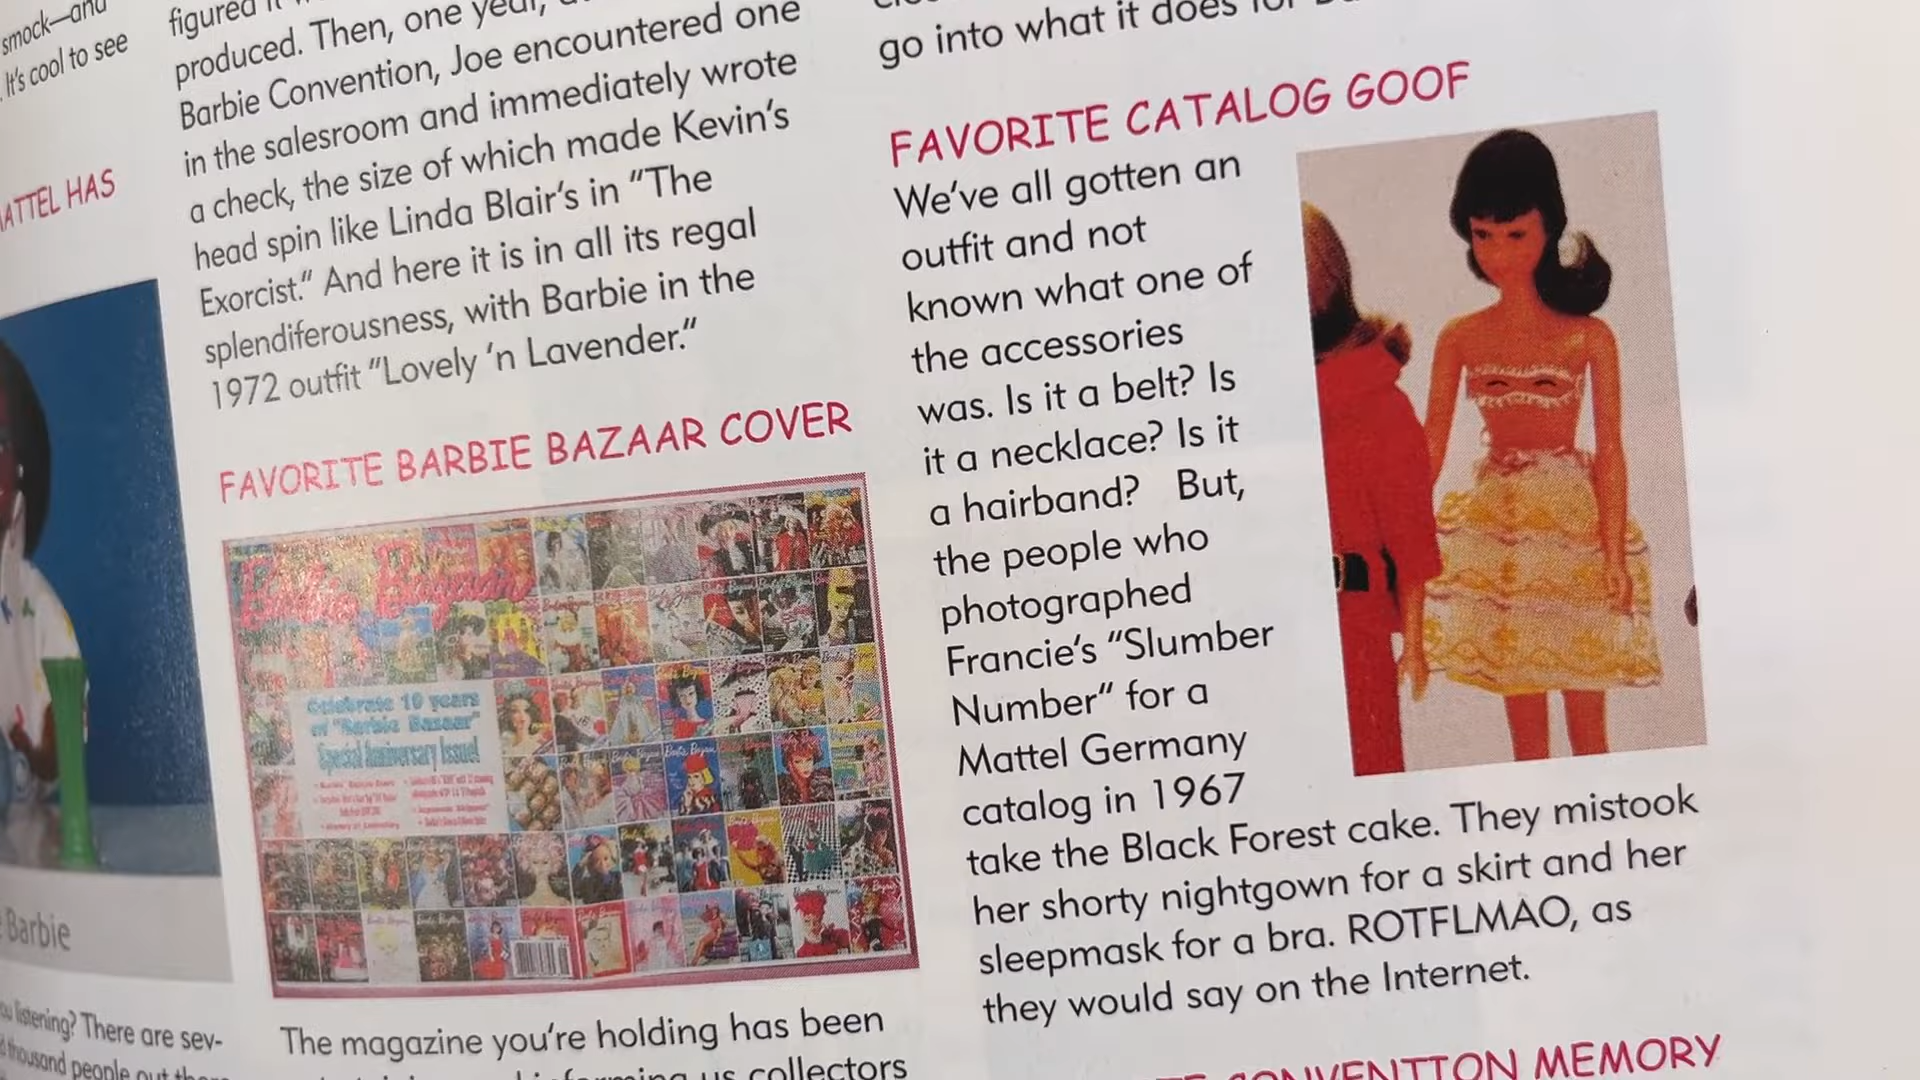 smock—and
It's cool to see
MATTEL HAS
Barbie
listening? There are sev-
thousand people out
produced. Then, one year,
Barbie Convention, Joe encountered one
in the salesroom and immediately wrote
a check, the size of which made Kevin's
head spin like Linda Blair's in "The
Exorcist." And here it is in all its regal
splendiferousness, with Barbie in the
1972 outfit "Lovely 'n Lavender."
FAVORITE BARBIE BAZAAR COVER
Barbie Bazaar
Celebrate 10 years
of "Barbie Bazaar"
Special Anniversary Issue!
The magazine you're holding has been
us collectors
go into what it does for
FAVORITE CATALOG GOOF
We've all gotten an
outfit and not
known what one of
the accessories
was. Is it a belt? Is
it a necklace? Is it
a hairband? But,
the people who
photographed
Francie's "Slumber
Number" for a
Mattel Germany
catalog in 1967
take the Black Forest cake. They mistook
her shorty nightgown for a skirt and her
sleepmask for a bra. ROTFLMAO, as
they would say on the Internet.
CONVENTION MEMORY